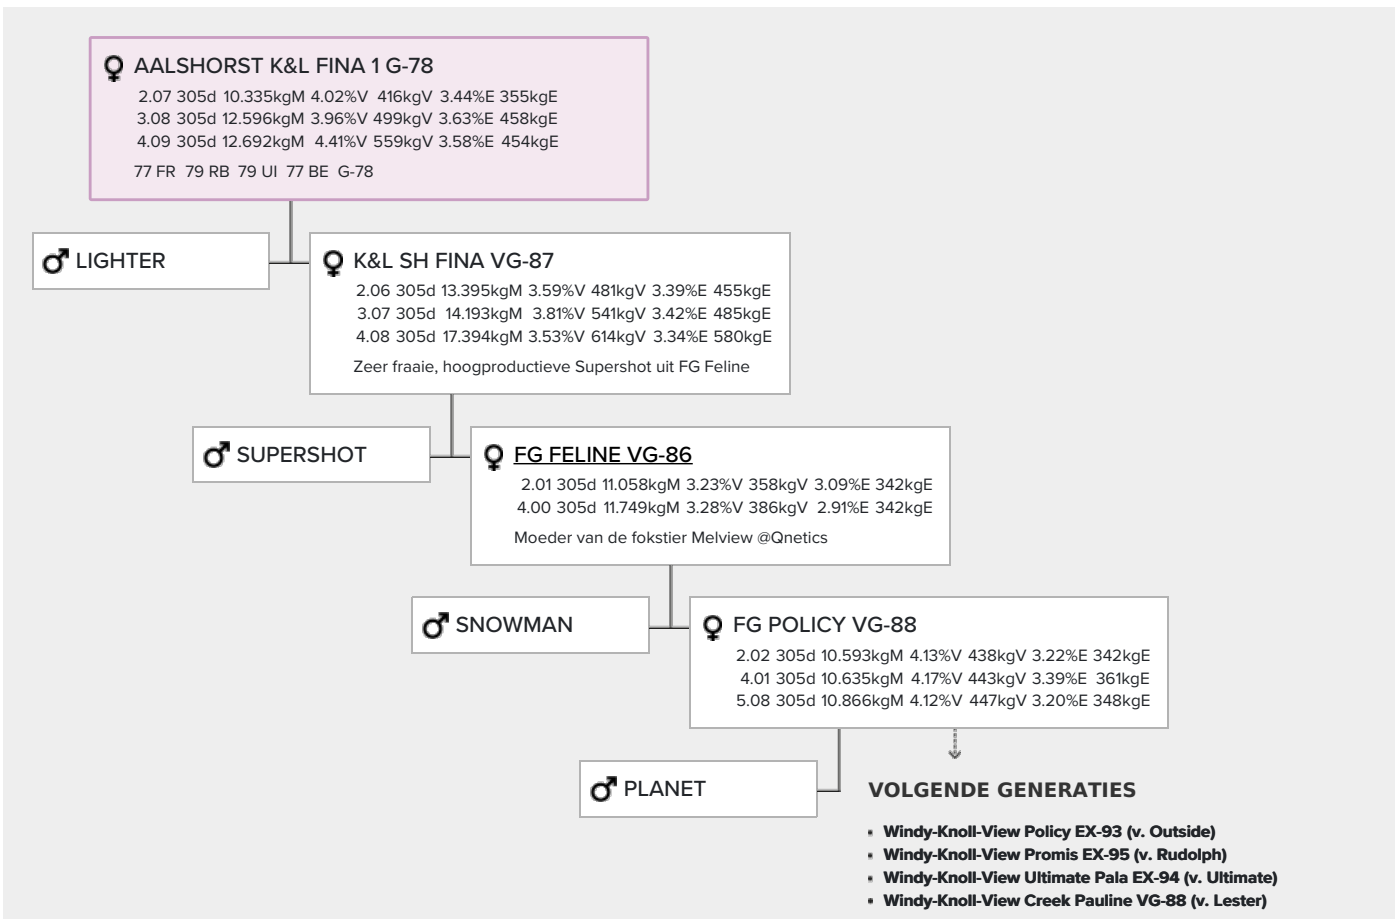 AALSHORST K&L FINA 1 G-78
2.07 305d 10.335kgM 4.02%V 416kgV 3.44%E 355kgE
3.08 305d 12.596kgM 3.96%V 499kgV 3.63%E 458kgE
4.09 305d 12.692kgM 4.41%V 559kgV 3.58%E 454kgE
77 FR 79 RB 79 UI 77 BE G-78
LIGHTER
K&L SH FINA VG-87
2.06 305d 13.395kgM 3.59%V 481kgV 3.39%E 455kgE
3.07 305d 14.193kgM 3.81%V 541kgV 3.42%E 485kgE
4.08 305d 17.394kgM 3.53%V 614kgV 3.34%E 580kgE
Zeer fraaie, hoogproductieve Supershot uit FG Feline
SUPERSHOT
FG FELINE VG-86
2.01 305d 11.058kgM 3.23%V 358kgV 3.09%E 342kgE
4.00 305d 11.749kgM 3.28%V 386kgV 2.91%E 342kgE
Moeder van de fokstier Melview @Qnetics
SNOWMAN
FG POLICY VG-88
2.02 305d 10.593kgM 4.13%V 438kgV 3.22%E 342kgE
4.01 305d 10.635kgM 4.17%V 443kgV 3.39%E 361kgE
5.08 305d 10.866kgM 4.12%V 447kgV 3.20%E 348kgE
PLANET
VOLGENDE GENERATIES
Windy-Knoll-View Policy EX-93 (v. Outside)
Windy-Knoll-View Promis EX-95 (v. Rudolph)
Windy-Knoll-View Ultimate Pala EX-94 (v. Ultimate)
Windy-Knoll-View Creek Pauline VG-88 (v. Lester)